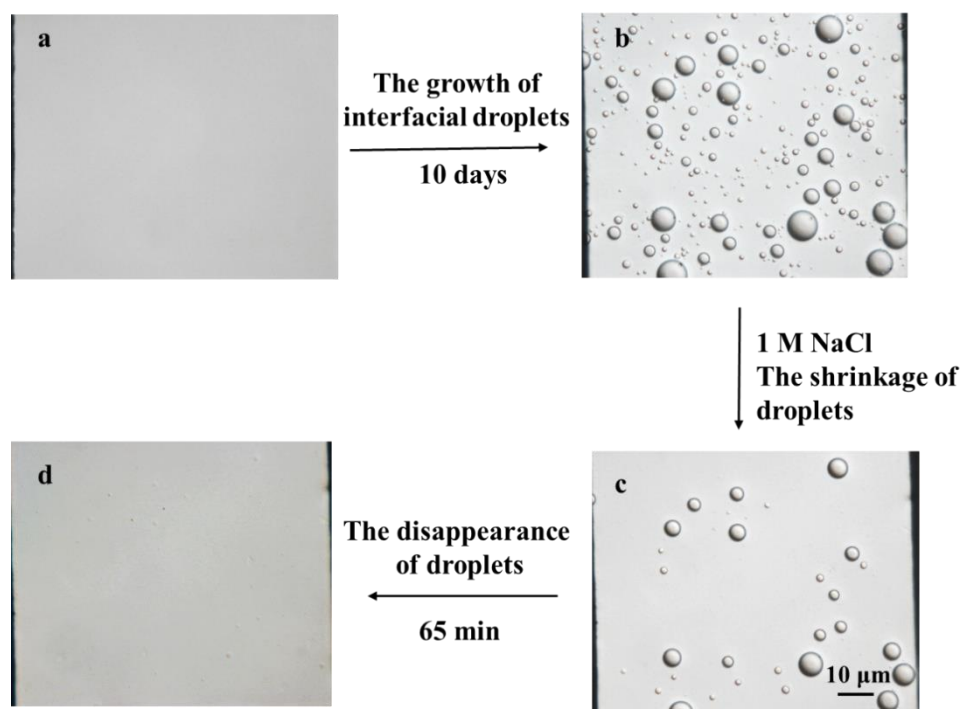 a
The growth of
interfacial droplets
10 days
b
1 M NaCl
The shrinkage of
droplets
c
10 μm
The disappearance
of droplets
65 min
d